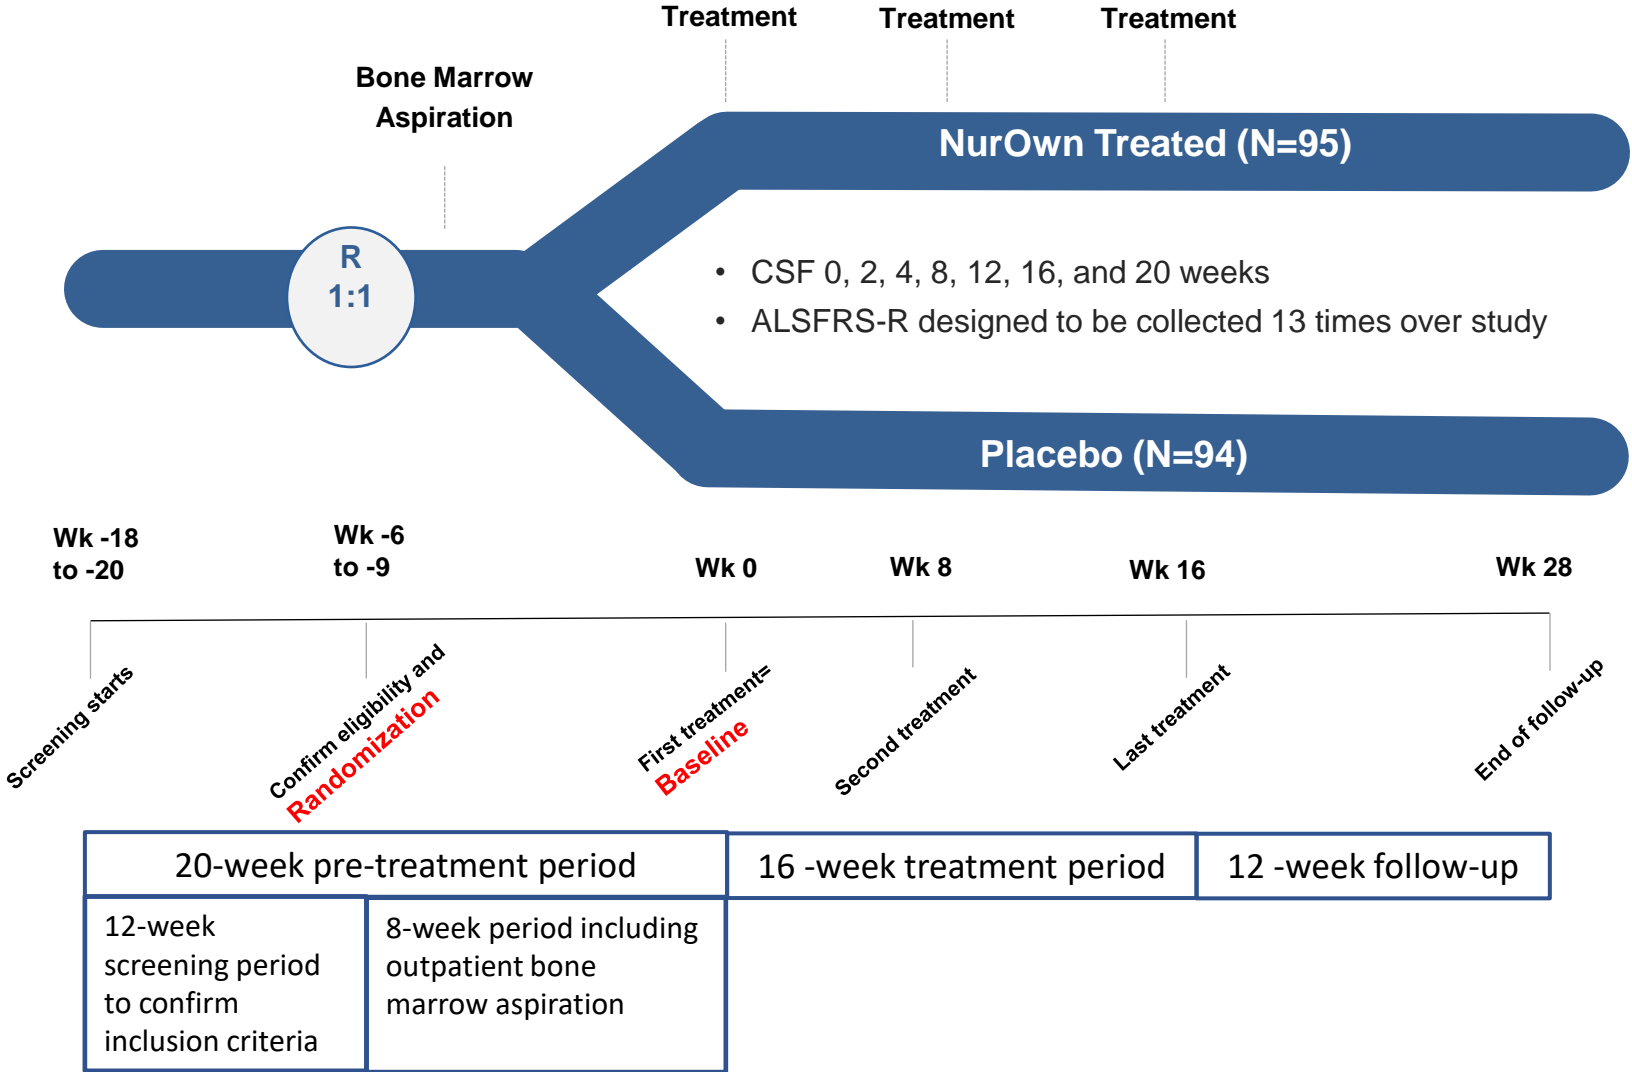 Treatment
Treatment
Treatment
Bone Marrow
Aspiration
NurOwn Treated (N=95)
R
1:1
• CSF 0, 2, 4, 8, 12, 16, and 20 weeks
• ALSFRS-R designed to be collected 13 times over study
Placebo (N=94)
Wk -18
to -20
Wk -6
to -9
Wk 0
Wk 8
Wk 16
Wk 28
Screening starts
Confirm eligibility and
Randomization
First treatment=
Baseline
Second treatment
Last treatment
End of follow-up
20-week pre-treatment period
16 -week treatment period
12 -week follow-up
12-week
screening period
to confirm
inclusion criteria
8-week period including
outpatient bone
marrow aspiration